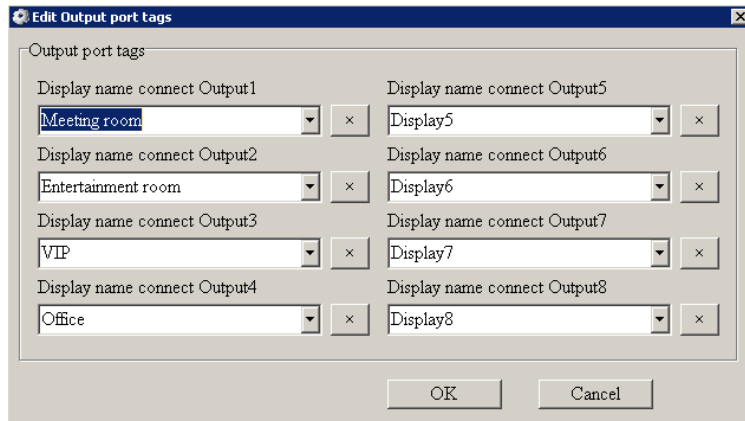 Edit Output port tags
Output port tags
Display name connect Output1
Meeting room
×
Display name connect Output2
Entertainment room
×
Display name connect Output3
VIP
×
Display name connect Output4
Office
×
Display name connect Output5
Display5
×
Display name connect Output6
Display6
×
Display name connect Output7
Display7
×
Display name connect Output8
Display8
×
OK
Cancel